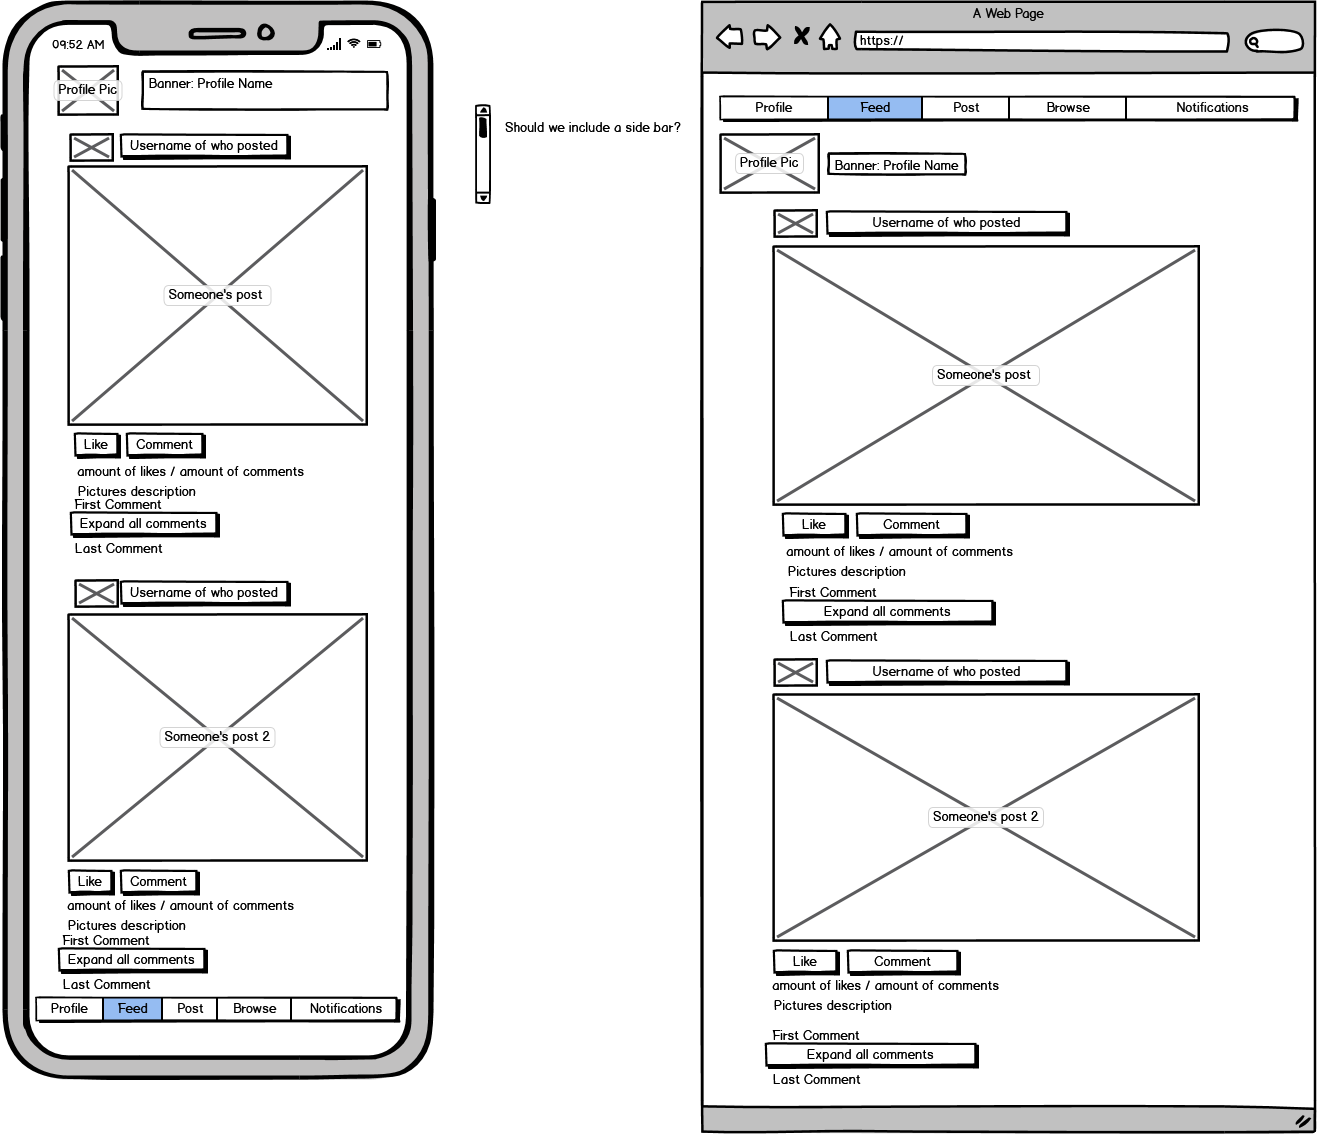 09:52 AM
Profile Pic
Banner: Profile Name
Username of who posted
Someone's post
Like
Comment
amount of likes / amount of comments
Pictures description
First Comment
Expand all comments
Last Comment
Username of who posted
Someone's post 2
Like
Comment
amount of likes / amount of comments
Pictures description
First Comment
Expand all comments
Last Comment
Profile
Feed
Post
Browse
Notifications
Should we include a side bar?
A Web Page
https://
Profile
Feed
Post
Browse
Notifications
Profile Pic
Banner: Profile Name
Username of who posted
Someone's post
Like
Comment
amount of likes / amount of comments
Pictures description
First Comment
Expand all comments
Last Comment
Username of who posted
Someone's post 2
Like
Comment
amount of likes / amount of comments
Pictures description
First Comment
Expand all comments
Last Comment